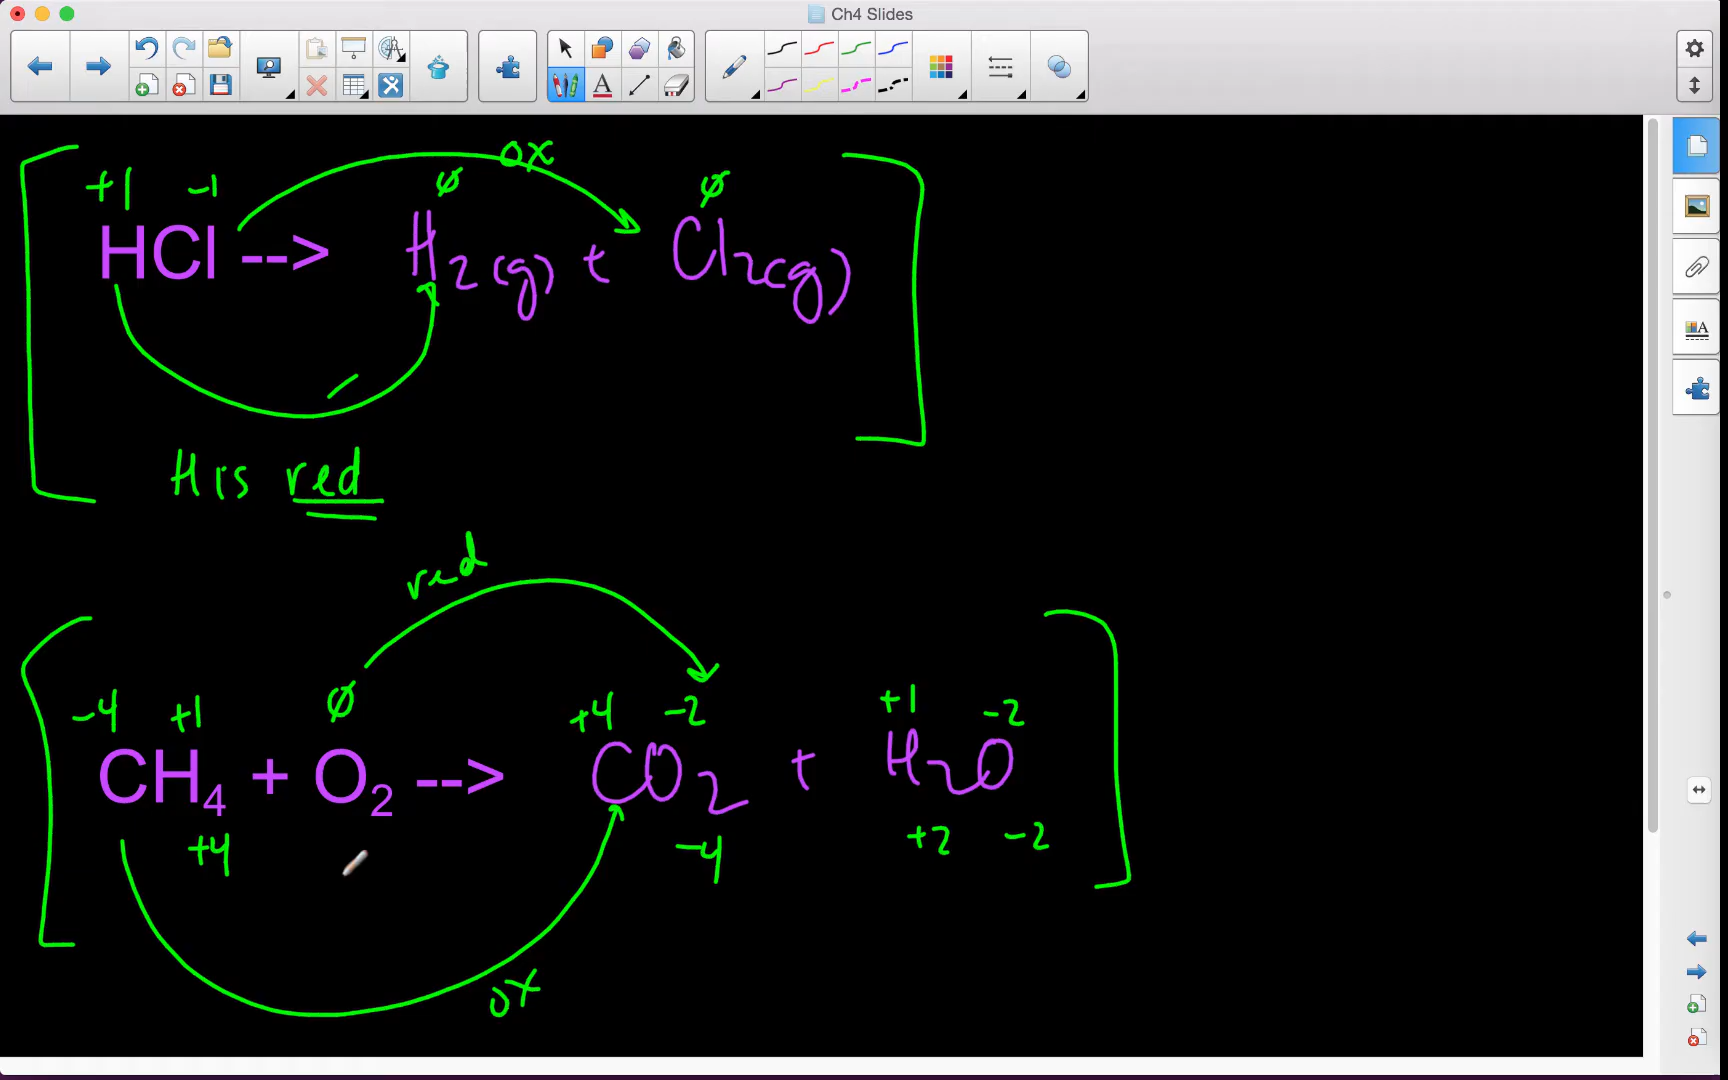 Ch4 Slides
ox
+1 -1 ∅ ∅
HCl --> H2(g) + Cl2(g)
H is red
red
-4 +1 ∅ +4 -2 +1 -2
CH4 + O2 --> CO2 + H2O
+4 -4 +2 -2
ox